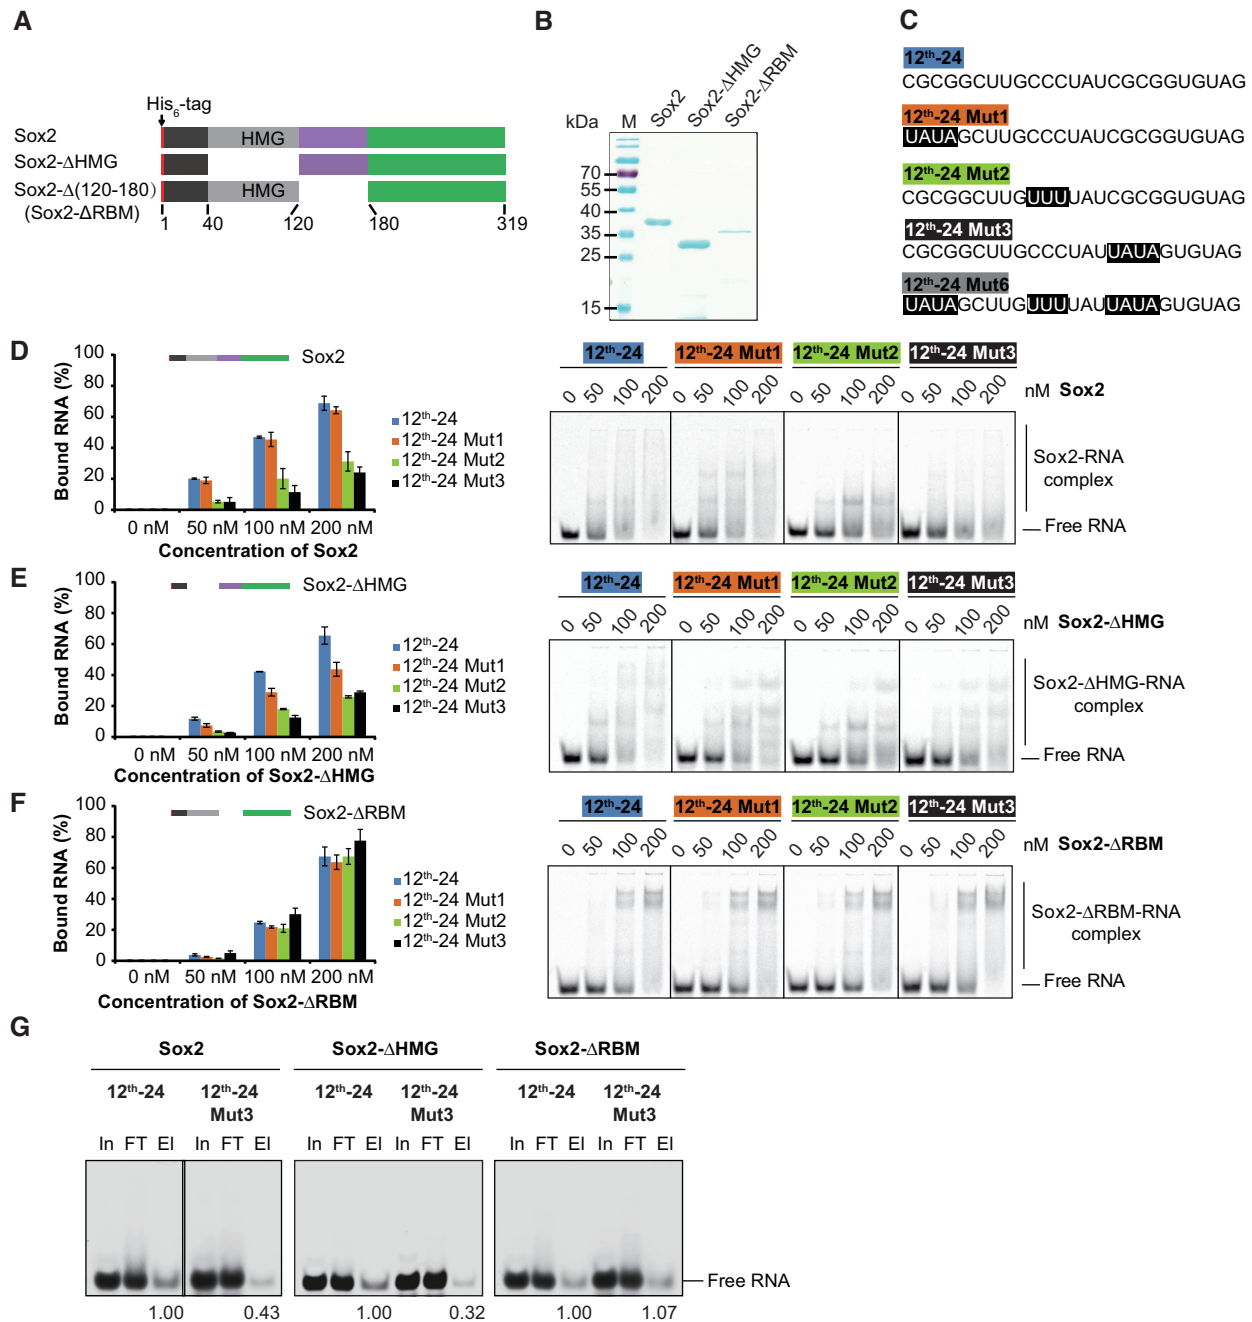 A
His6-tag
Sox2
HMG
Sox2-ΔHMG
Sox2-Δ(120-180)
HMG
(Sox2-ΔRBM)
1 40 120 180 319
B
kDa M Sox2 Sox2-ΔHMG Sox2-ΔRBM
70
55
40
35
25
15
C
12th-24
CGCGGCUUGCCCUAUCGCGGUGUAG
12th-24 Mut1
UAUAGCUUGCCCUAUCGCGGUGUAG
12th-24 Mut2
CGCGGCUUGUUUUAUCGCGGUGUAG
12th-24 Mut3
CGCGGCUUGCCCUAUUAUAGUGUAG
12th-24 Mut6
UAUAGCUUGUUUUAUUAUAGUGUAG
D
Bound RNA (%)
100
80
60
40
20
0
Sox2
12th-24
12th-24 Mut1
12th-24 Mut2
12th-24 Mut3
0 nM 50 nM 100 nM 200 nM
Concentration of Sox2
12th-24 12th-24 Mut1 12th-24 Mut2 12th-24 Mut3
0 50 100 200 0 50 100 200 0 50 100 200 0 50 100 200 nM Sox2
Sox2-RNA
complex
Free RNA
E
Bound RNA (%)
100
80
60
40
20
0
Sox2-ΔHMG
12th-24
12th-24 Mut1
12th-24 Mut2
12th-24 Mut3
0 nM 50 nM 100 nM 200 nM
Concentration of Sox2-ΔHMG
12th-24 12th-24 Mut1 12th-24 Mut2 12th-24 Mut3
0 50 100 200 0 50 100 200 0 50 100 200 0 50 100 200 nM Sox2-ΔHMG
Sox2-ΔHMG-RNA
complex
Free RNA
F
Bound RNA (%)
100
80
60
40
20
0
Sox2-ΔRBM
12th-24
12th-24 Mut1
12th-24 Mut2
12th-24 Mut3
0 nM 50 nM 100 nM 200 nM
Concentration of Sox2-ΔRBM
12th-24 12th-24 Mut1 12th-24 Mut2 12th-24 Mut3
0 50 100 200 0 50 100 200 0 50 100 200 0 50 100 200 nM Sox2-ΔRBM
Sox2-ΔRBM-RNA
complex
Free RNA
G
Sox2 Sox2-ΔHMG Sox2-ΔRBM
12th-24 12th-24 12th-24 12th-24 12th-24 12th-24
Mut3 Mut3 Mut3
In FT El In FT El In FT El In FT El In FT El In FT El
Free RNA
1.00 0.43 1.00 0.32 1.00 1.07